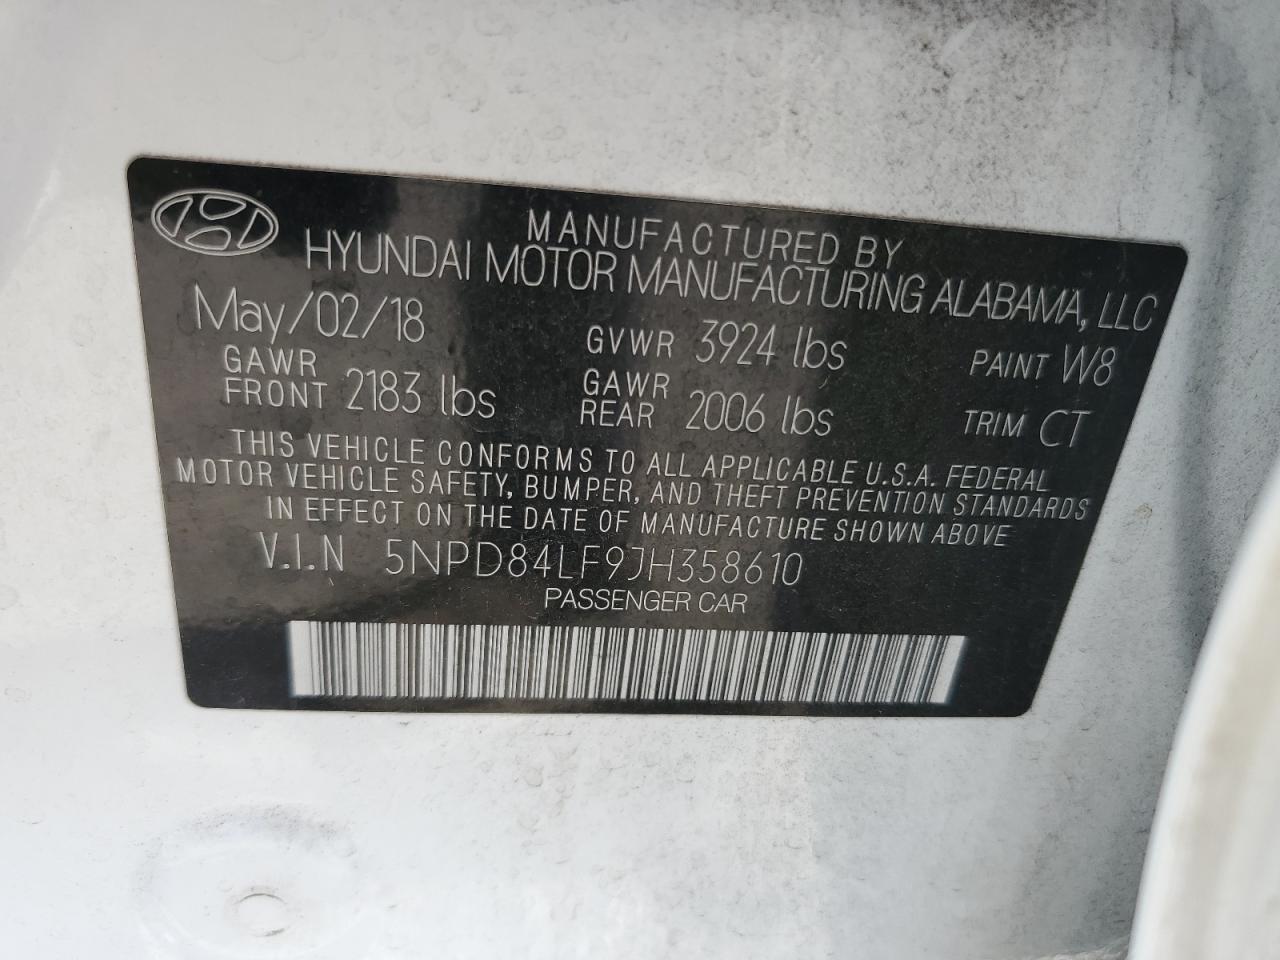 MANUFACTURED BY
HYUNDAI MOTOR MANUFACTURING ALABAMA, LLC
May/02/18 GVWR 3924 lbs PAINT W8
GAWR FRONT 2183 lbs GAWR REAR 2006 lbs TRIM CT
THIS VEHICLE CONFORMS TO ALL APPLICABLE U.S.A. FEDERAL
MOTOR VEHICLE SAFETY, BUMPER, AND THEFT PREVENTION STANDARDS
IN EFFECT ON THE DATE OF MANUFACTURE SHOWN ABOVE
V.I.N 5NPD84LF9JH358610
PASSENGER CAR